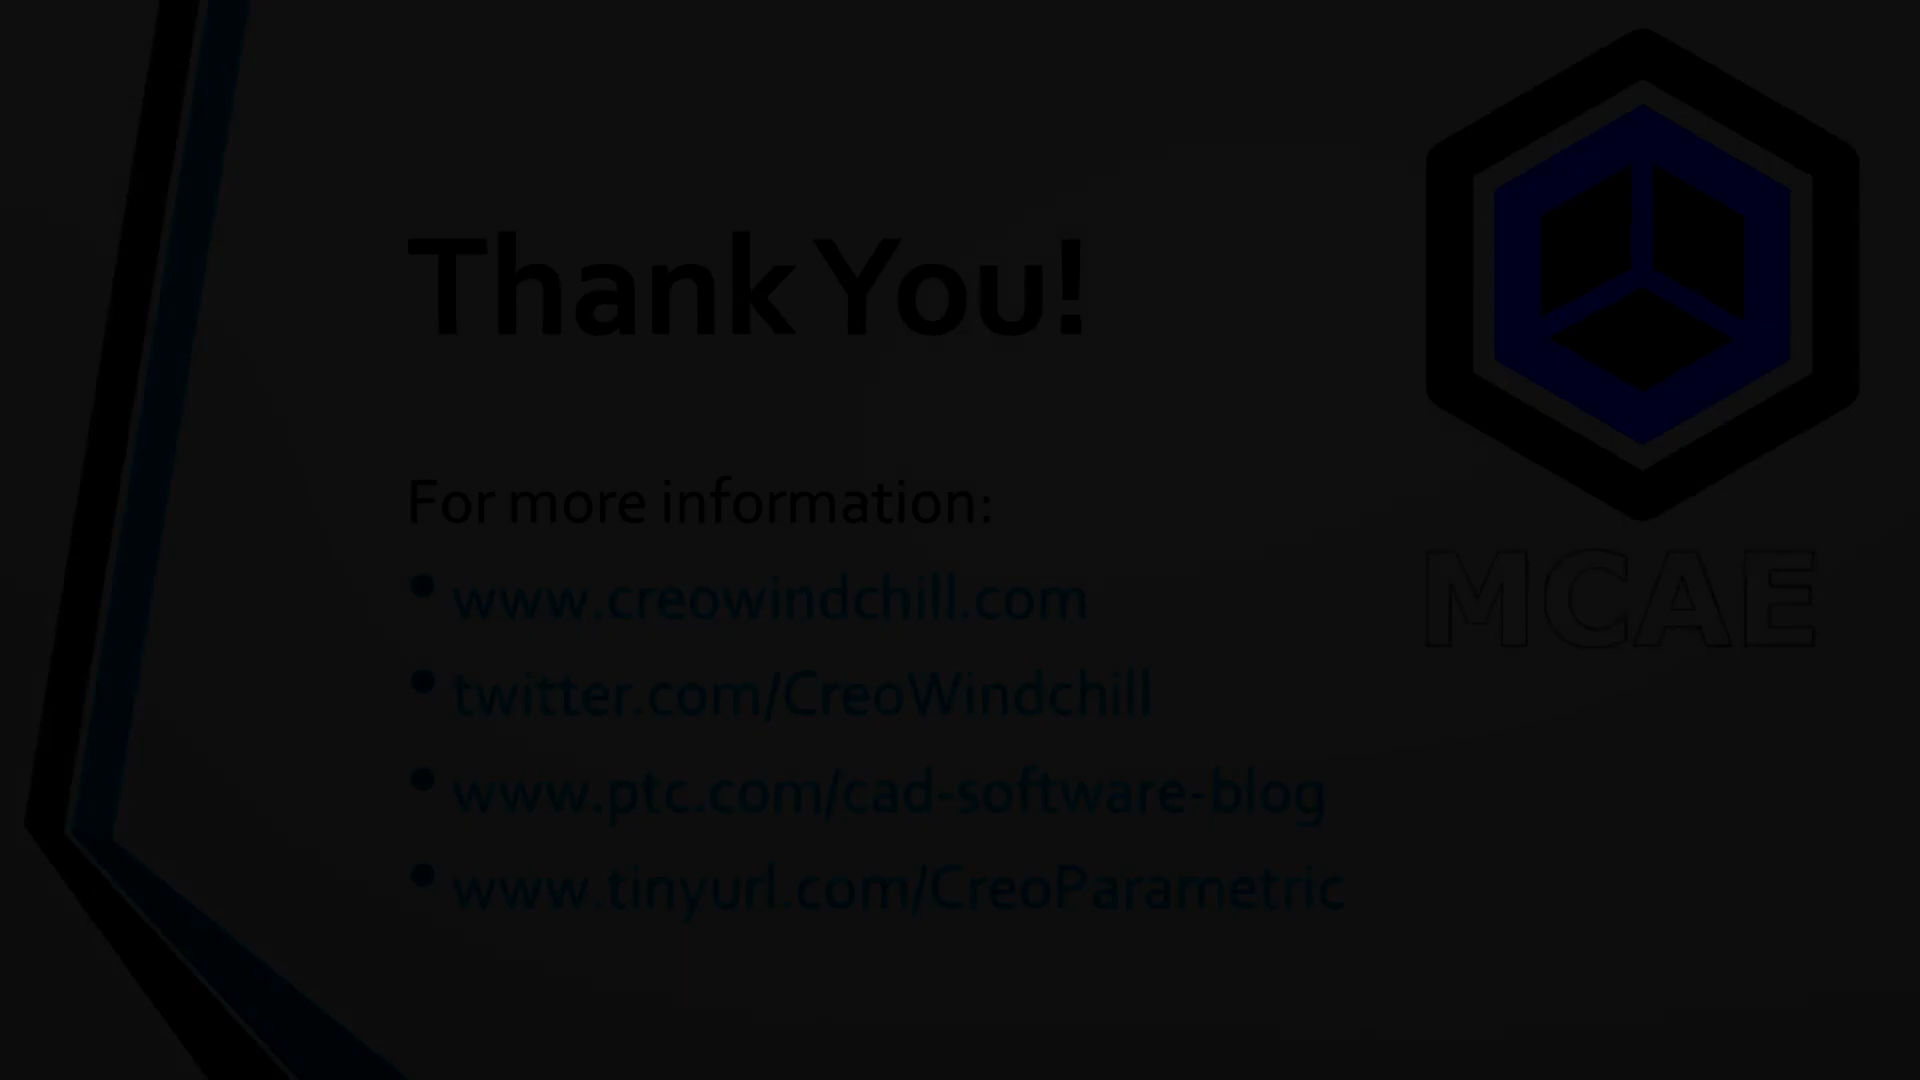 Thank You!
For more information:
• www.creowindchill.com
• twitter.com/CreoWindchill
• www.ptc.com/cad-software-blog
• www.tinyurl.com/CreoParametric
MCAE